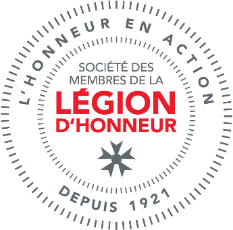 L'HONNEUR EN ACTION
SOCIÉTÉ DES
MEMBRES DE LA
LÉGION
D'HONNEUR
DEPUIS 1921